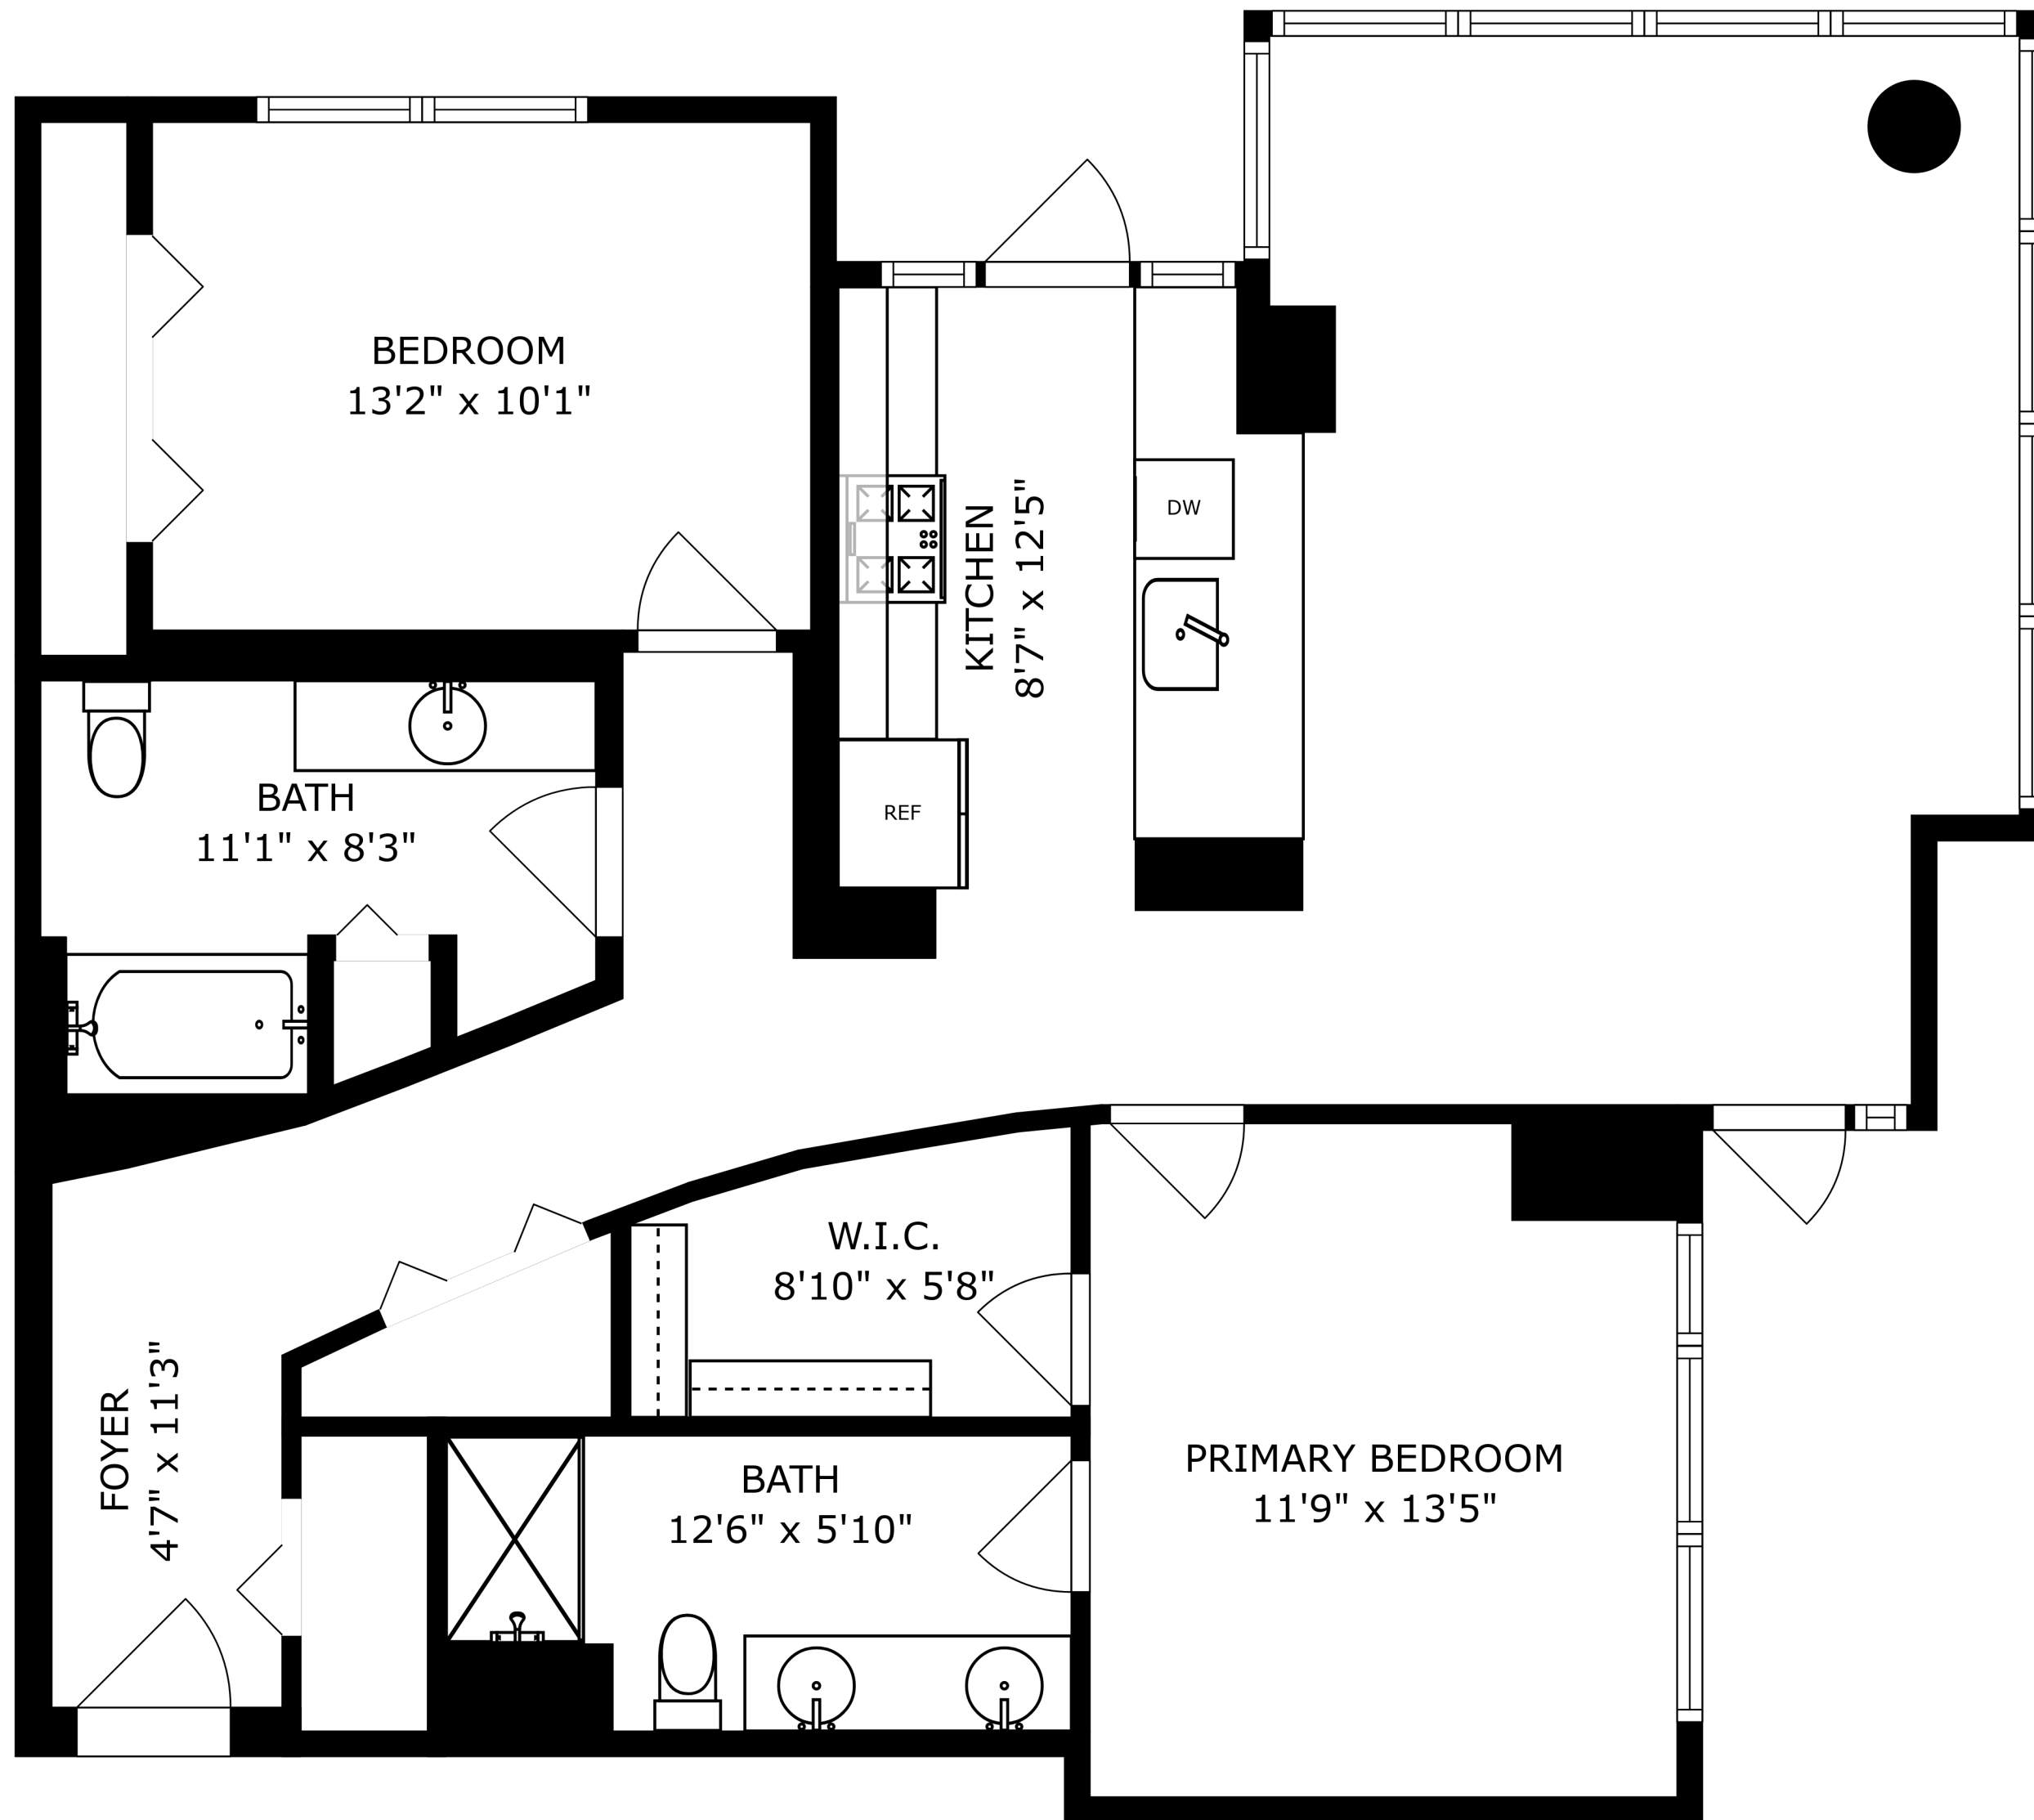 BEDROOM
13'2" x 10'1"
KITCHEN
8'7" x 12'5"
DW
REF
BATH
11'1" x 8'3"
W.I.C.
8'10" x 5'8"
FOYER
4'7" x 11'3"
BATH
12'6" x 5'10"
PRIMARY BEDROOM
11'9" x 13'5"